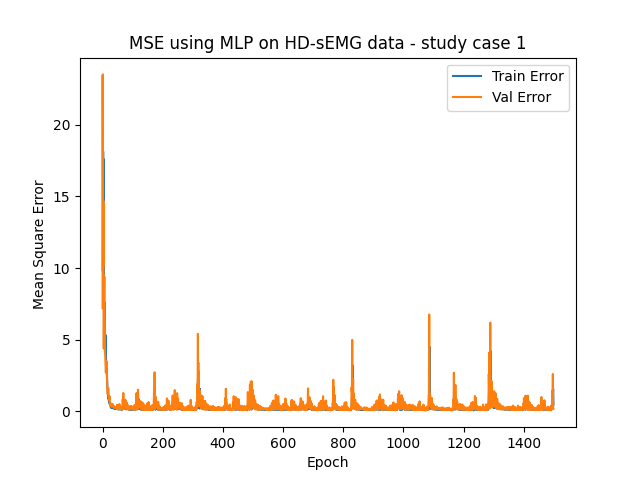 MSE using MLP on HD-sEMG data - study case 1
Train Error
Val Error
Mean Square Error
20
15
10
5
0
0 200 400 600 800 1000 1200 1400
Epoch